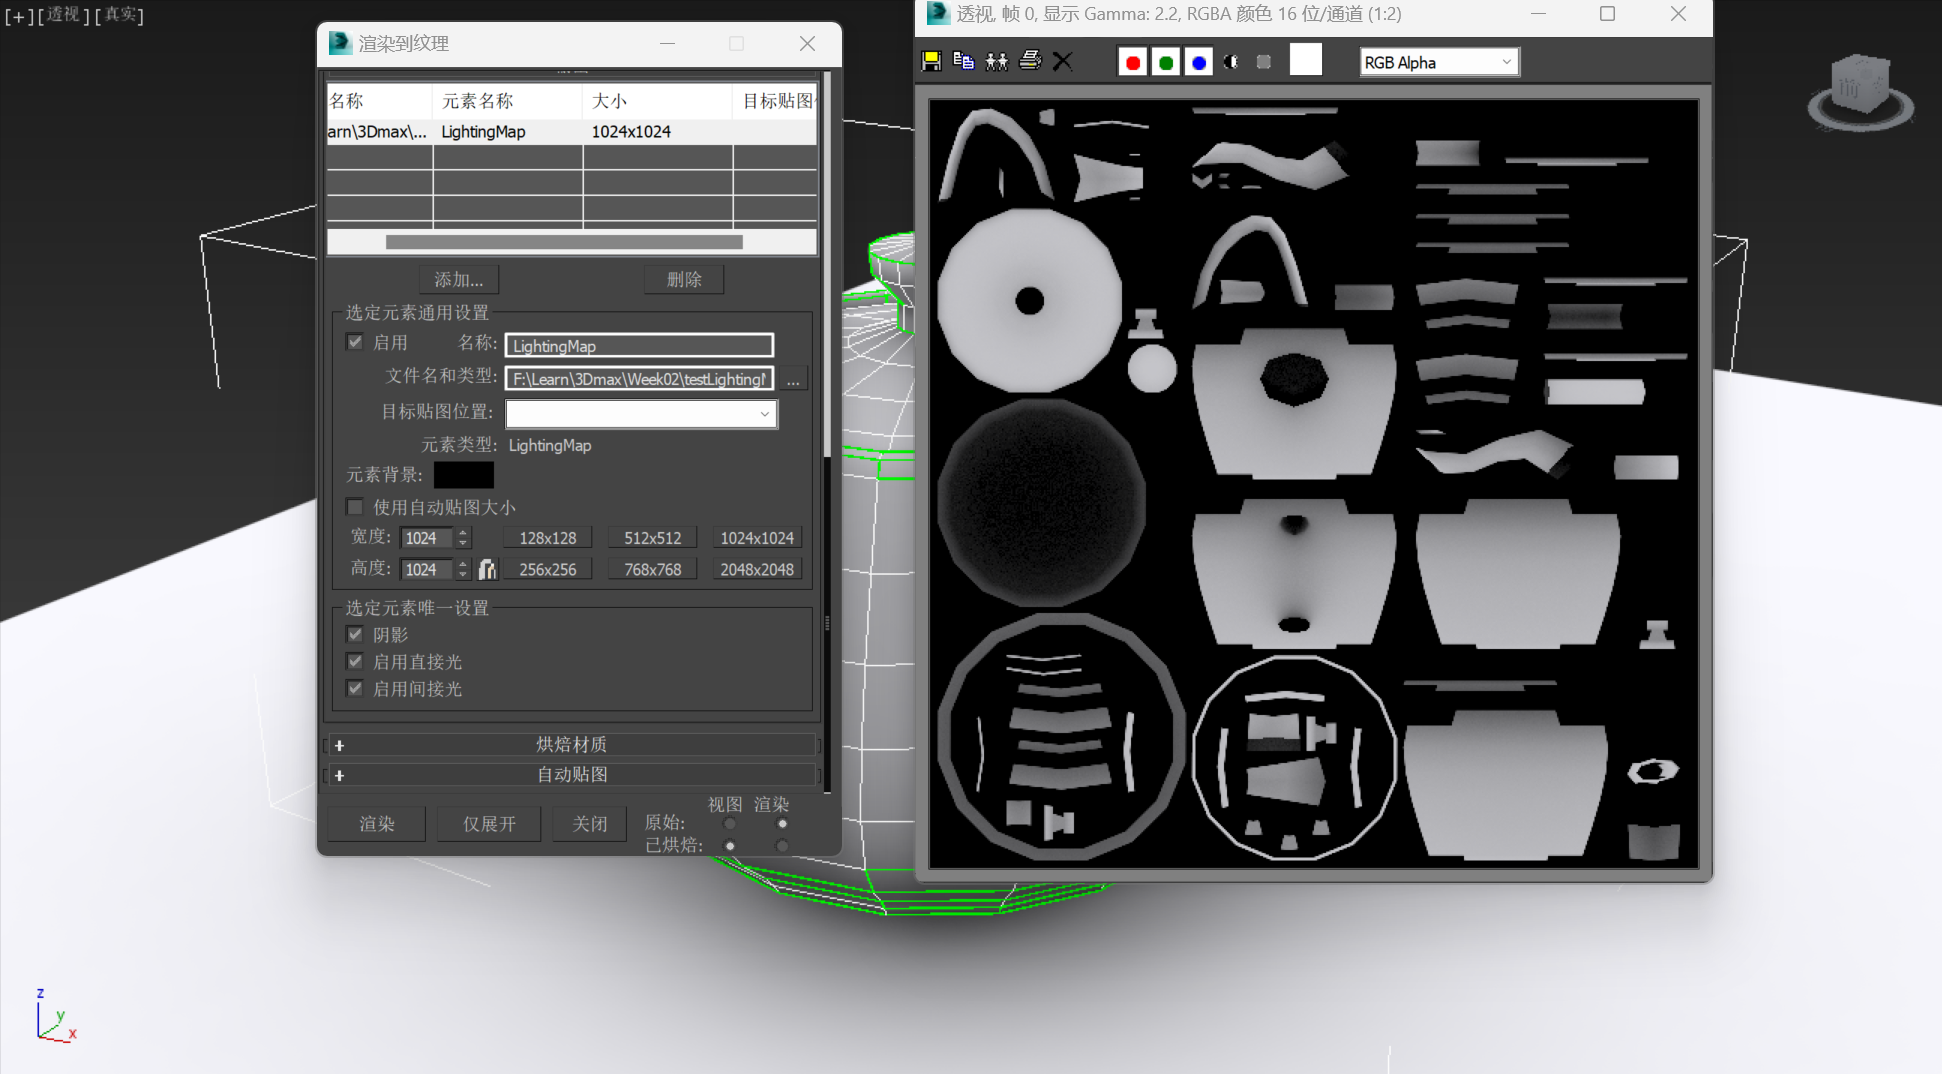 [+][透视][真实]
渲染到纹理
名称 元素名称 大小 目标贴图
arn\3Dmax\... LightingMap 1024x1024
添加... 删除
选定元素通用设置
启用 名称: LightingMap
文件名和类型: F:\Learn\3Dmax\Week02\testLighting ...
目标贴图位置:
元素类型: LightingMap
元素背景:
使用自动贴图大小
宽度: 1024 128x128 512x512 1024x1024
高度: 1024 256x256 768x768 2048x2048
选定元素唯一设置
阴影
启用直接光
启用间接光
+ 烘焙材质
+ 自动贴图
视图 渲染
渲染 仅展开 关闭 原始:
已烘焙:
透视, 帧 0, 显示 Gamma: 2.2, RGBA 颜色 16 位/通道 (1:2)
RGB Alpha
前
z
y
x